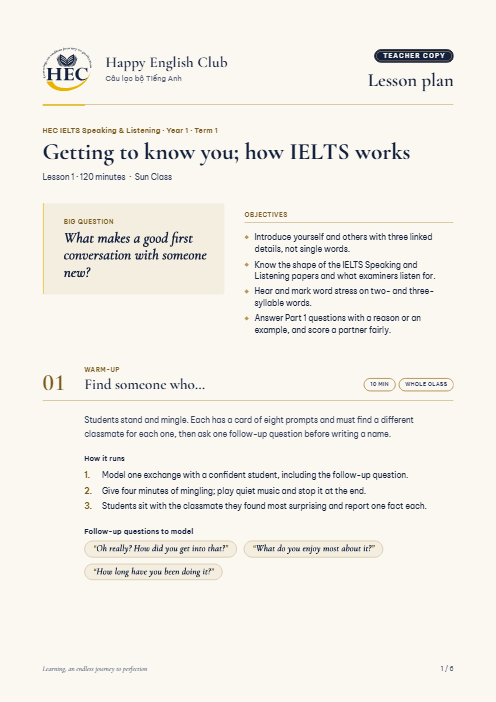 HEC
Happy English Club
Câu lạc bộ Tiếng Anh
TEACHER COPY
Lesson plan
HEC IELTS Speaking & Listening · Year 1 · Term 1
Getting to know you; how IELTS works
Lesson 1 · 120 minutes · Sun Class
BIG QUESTION
What makes a good first
conversation with someone
new?
OBJECTIVES
Introduce yourself and others with three linked
details, not single words.
Know the shape of the IELTS Speaking and
Listening papers and what examiners listen for.
Hear and mark word stress on two- and three-
syllable words.
Answer Part 1 questions with a reason or an
example, and score a partner fairly.
01
WARM-UP
Find someone who…
10 MIN
WHOLE CLASS
Students stand and mingle. Each has a card of eight prompts and must find a different
classmate for each one, then ask one follow-up question before writing a name.
How it runs
1. Model one exchange with a confident student, including the follow-up question.
2. Give four minutes of mingling; play quiet music and stop it at the end.
3. Students sit with the classmate they found most surprising and report one fact each.
Follow-up questions to model
“Oh really? How did you get into that?”
“What do you enjoy most about it?”
“How long have you been doing it?”
Learning, an endless journey to perfection
1 / 6